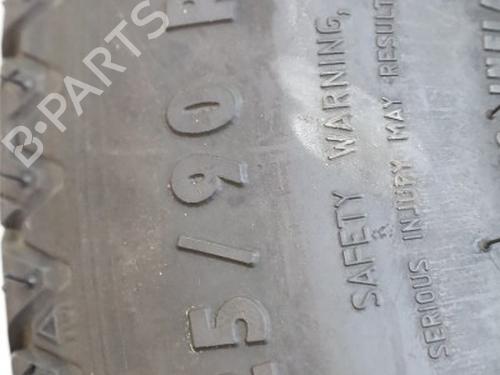 B-PARTS
5/90 R
SAFETY WARNING,
SERIOUS INJURY MAY RESULT